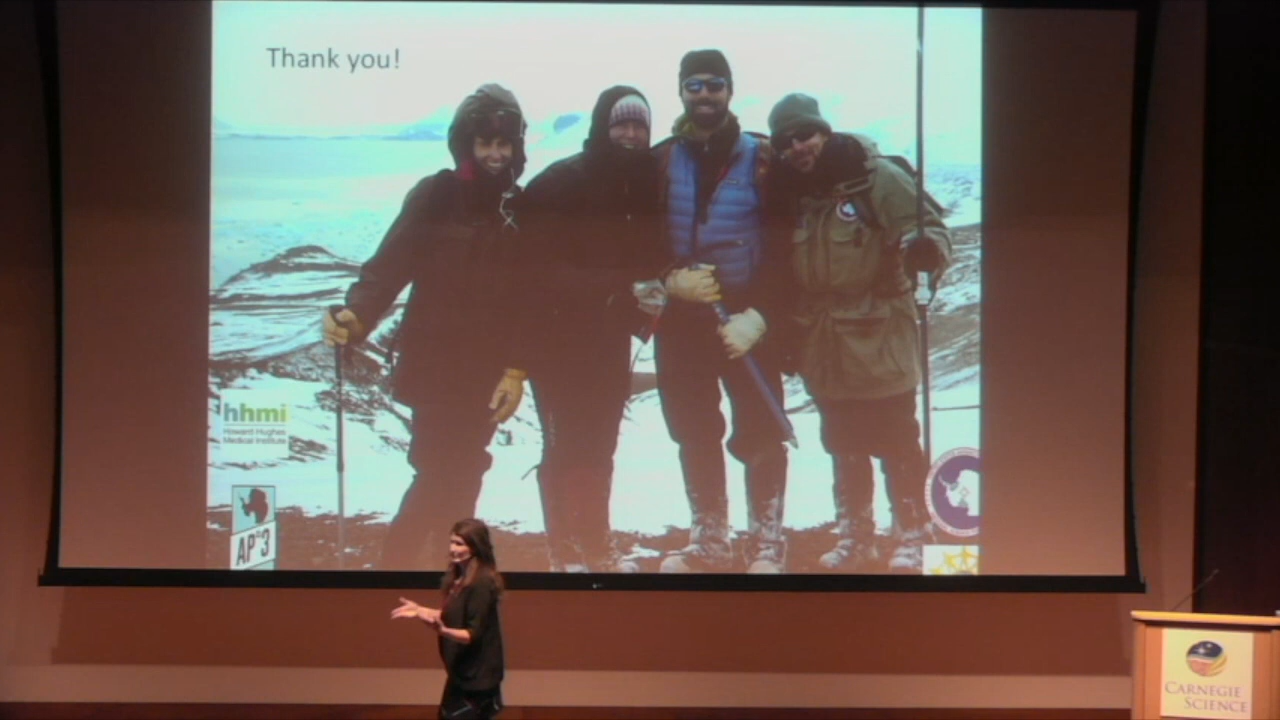 Thank you!
hhmi
Howard Hughes
Medical Institute
AP°3
CARNEGIE
SCIENCE